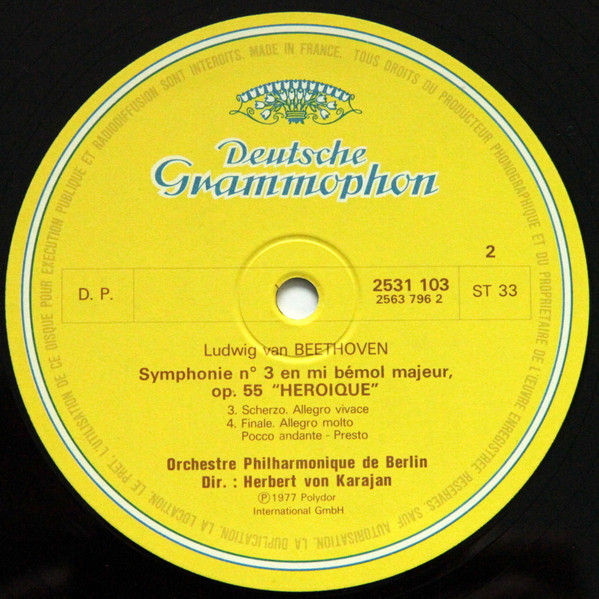 MADE IN FRANCE. TOUS DROITS DU PRODUCTEUR PHONOGRAPHIQUE ET DU PROPRIETAIRE DE L'ŒUVRE ENREGISTREE RESERVES. SAUF AUTORISATION, LA DUPLICATION, LA LOCATION, LE PRET, L'UTILISATION DE CE DISQUE POUR EXECUTION PUBLIQUE ET RADIODIFFUSION SONT INTERDITS.
Deutsche
Grammophon
2
D. P.
2531 103
2563 796 2
ST 33
Ludwig van BEETHOVEN
Symphonie n° 3 en mi bémol majeur,
op. 55 "HEROIQUE"
3. Scherzo. Allegro vivace
4. Finale. Allegro molto
Pocco andante - Presto
Orchestre Philharmonique de Berlin
Dir. : Herbert von Karajan
℗ 1977 Polydor
International GmbH